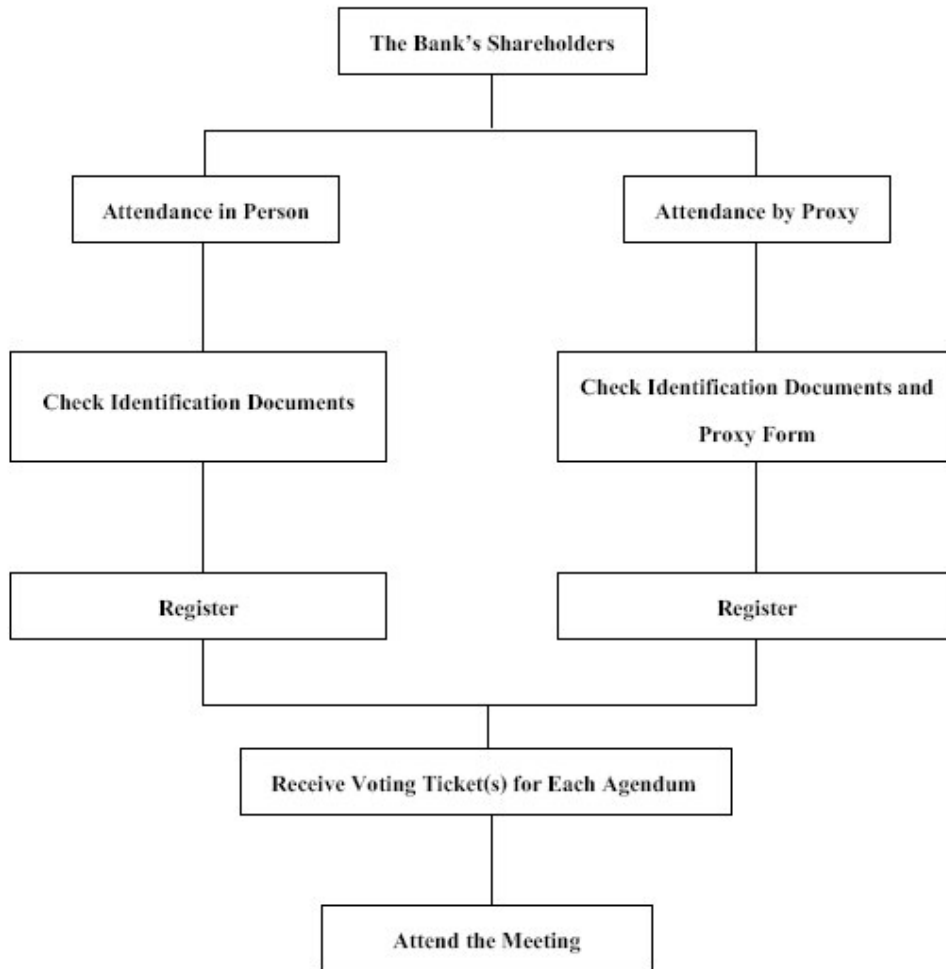 The Bank’s Shareholders
Attendance in Person
Attendance by Proxy
Check Identification Documents
Check Identification Documents and
Proxy Form
Register
Register
Receive Voting Ticket(s) for Each Agendum
Attend the Meeting